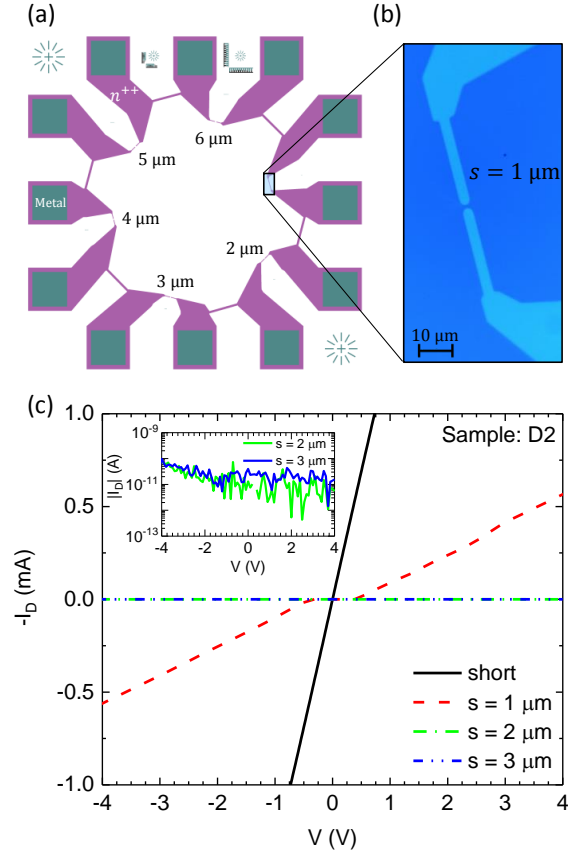 (a)
(b)
n++
6 μm
5 μm
s = 1 μm
Metal
4 μm
2 μm
3 μm
10 μm
(c)
1.0
0.5
0.0
-0.5
-1.0
-I_D (mA)
Sample: D2
10^-9
10^-11
10^-13
|I_D| (A)
s = 2 μm
s = 3 μm
-4 -2 0 2 4
V (V)
short
s = 1 μm
s = 2 μm
s = 3 μm
-4 -3 -2 -1 0 1 2 3 4
V (V)